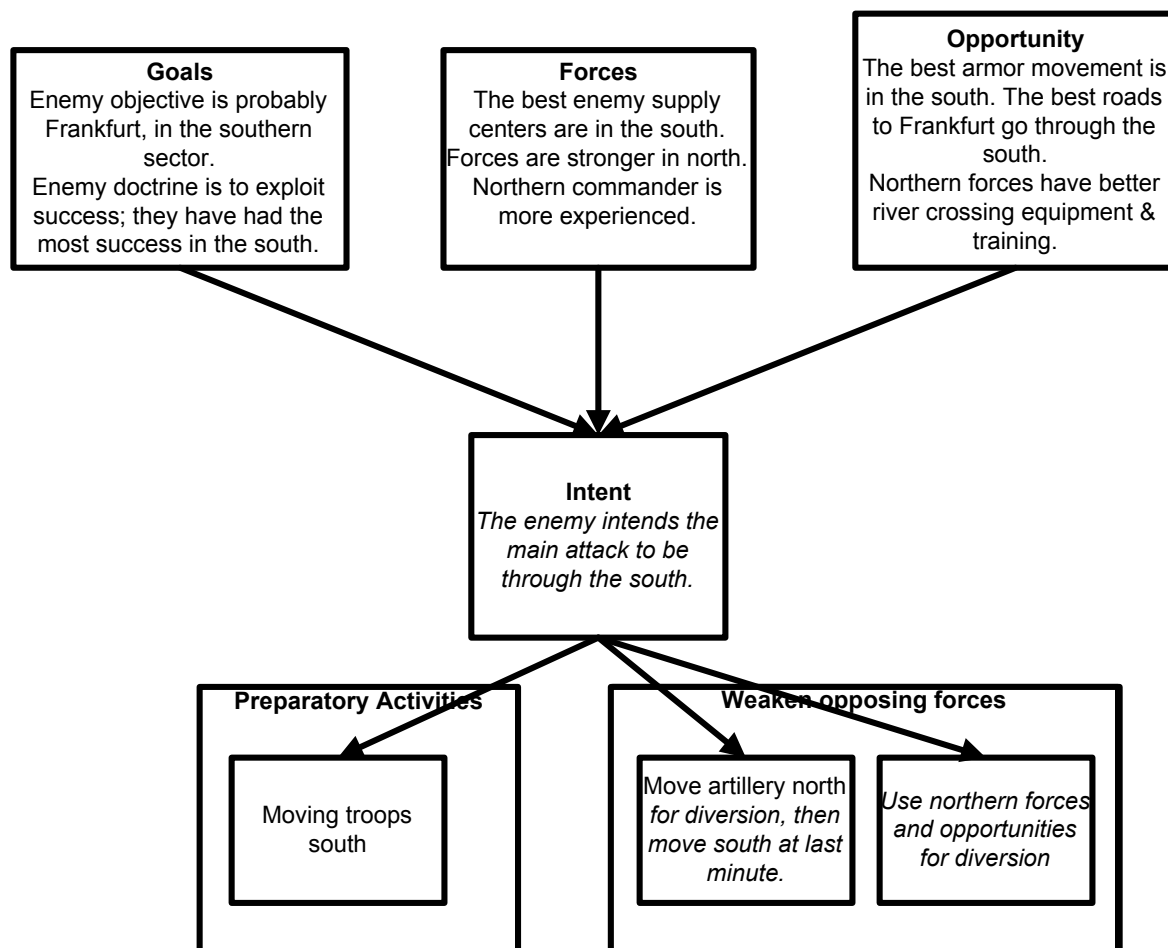 Goals
Enemy objective is probably
Frankfurt, in the southern
sector.
Enemy doctrine is to exploit
success; they have had the
most success in the south.
Forces
The best enemy supply
centers are in the south.
Forces are stronger in north.
Northern commander is
more experienced.
Opportunity
The best armor movement is
in the south. The best roads
to Frankfurt go through the
south.
Northern forces have better
river crossing equipment &
training.
Intent
The enemy intends the
main attack to be
through the south.
Preparatory Activities
Moving troops
south
Weaken opposing forces
Move artillery north
for diversion, then
move south at last
minute.
Use northern forces
and opportunities
for diversion